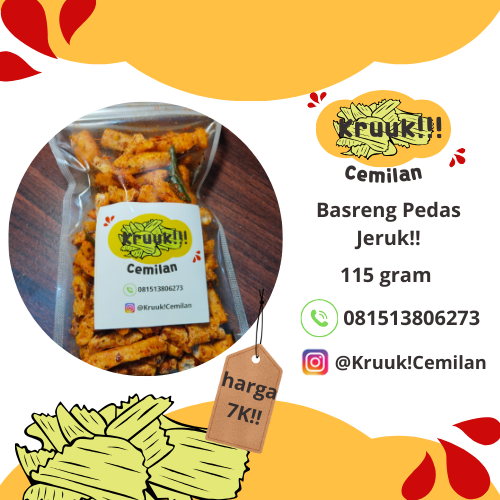 Kruuk!!!
Cemilan
Basreng Pedas
Jeruk!!
115 gram
081513806273
@Kruuk!Cemilan
Kruuk!!!
Cemilan
081513806273
@Kruuk!Cemilan
harga
7K!!